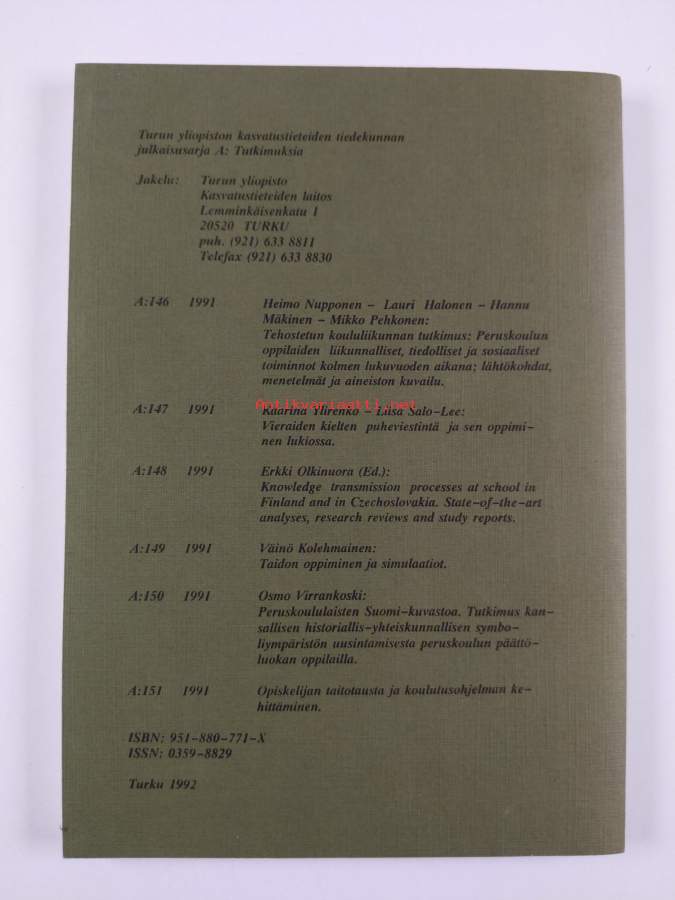 Turun yliopiston kasvatustieteiden tiedekunnan
julkaisusarja A: Tutkimuksia
Jakelu: Turun yliopisto
Kasvatustieteiden laitos
Lemminkäisenkatu 1
20520 TURKU
puh. (921) 633 8811
Telefax (921) 633 8830
A:146 1991 Heimo Nupponen – Lauri Halonen – Hannu
Mäkinen – Mikko Pehkonen:
Tehostetun koululiikunnan tutkimus: Peruskoulun
oppilaiden liikunnalliset, tiedolliset ja sosiaaliset
toiminnot kolmen lukuvuoden aikana; lähtökohdat,
menetelmät ja aineiston kuvailu.
Antikvariaatti.net
A:147 1991 Kaarina Yli-Renko – Liisa Salo-Lee:
Vieraiden kielten puheviestintä ja sen oppimi–
nen lukiossa.
A:148 1991 Erkki Olkinuora (Ed.):
Knowledge transmission processes at school in
Finland and in Czechoslovakia. State–of–the–art
analyses, research reviews and study reports.
A:149 1991 Väinö Kolehmainen:
Taidon oppiminen ja simulaatiot.
A:150 1991 Osmo Virrankoski:
Peruskoululaisten Suomi–kuvastoa. Tutkimus kan–
sallisen historiallis–yhteiskunnallisen symbo–
liympäristön uusintamisesta peruskoulun päättö–
luokan oppilailla.
A:151 1991 Opiskelijan taitotausta ja koulutusohjelman ke–
hittäminen.
ISBN: 951–880–771–X
ISSN: 0359–8829
Turku 1992